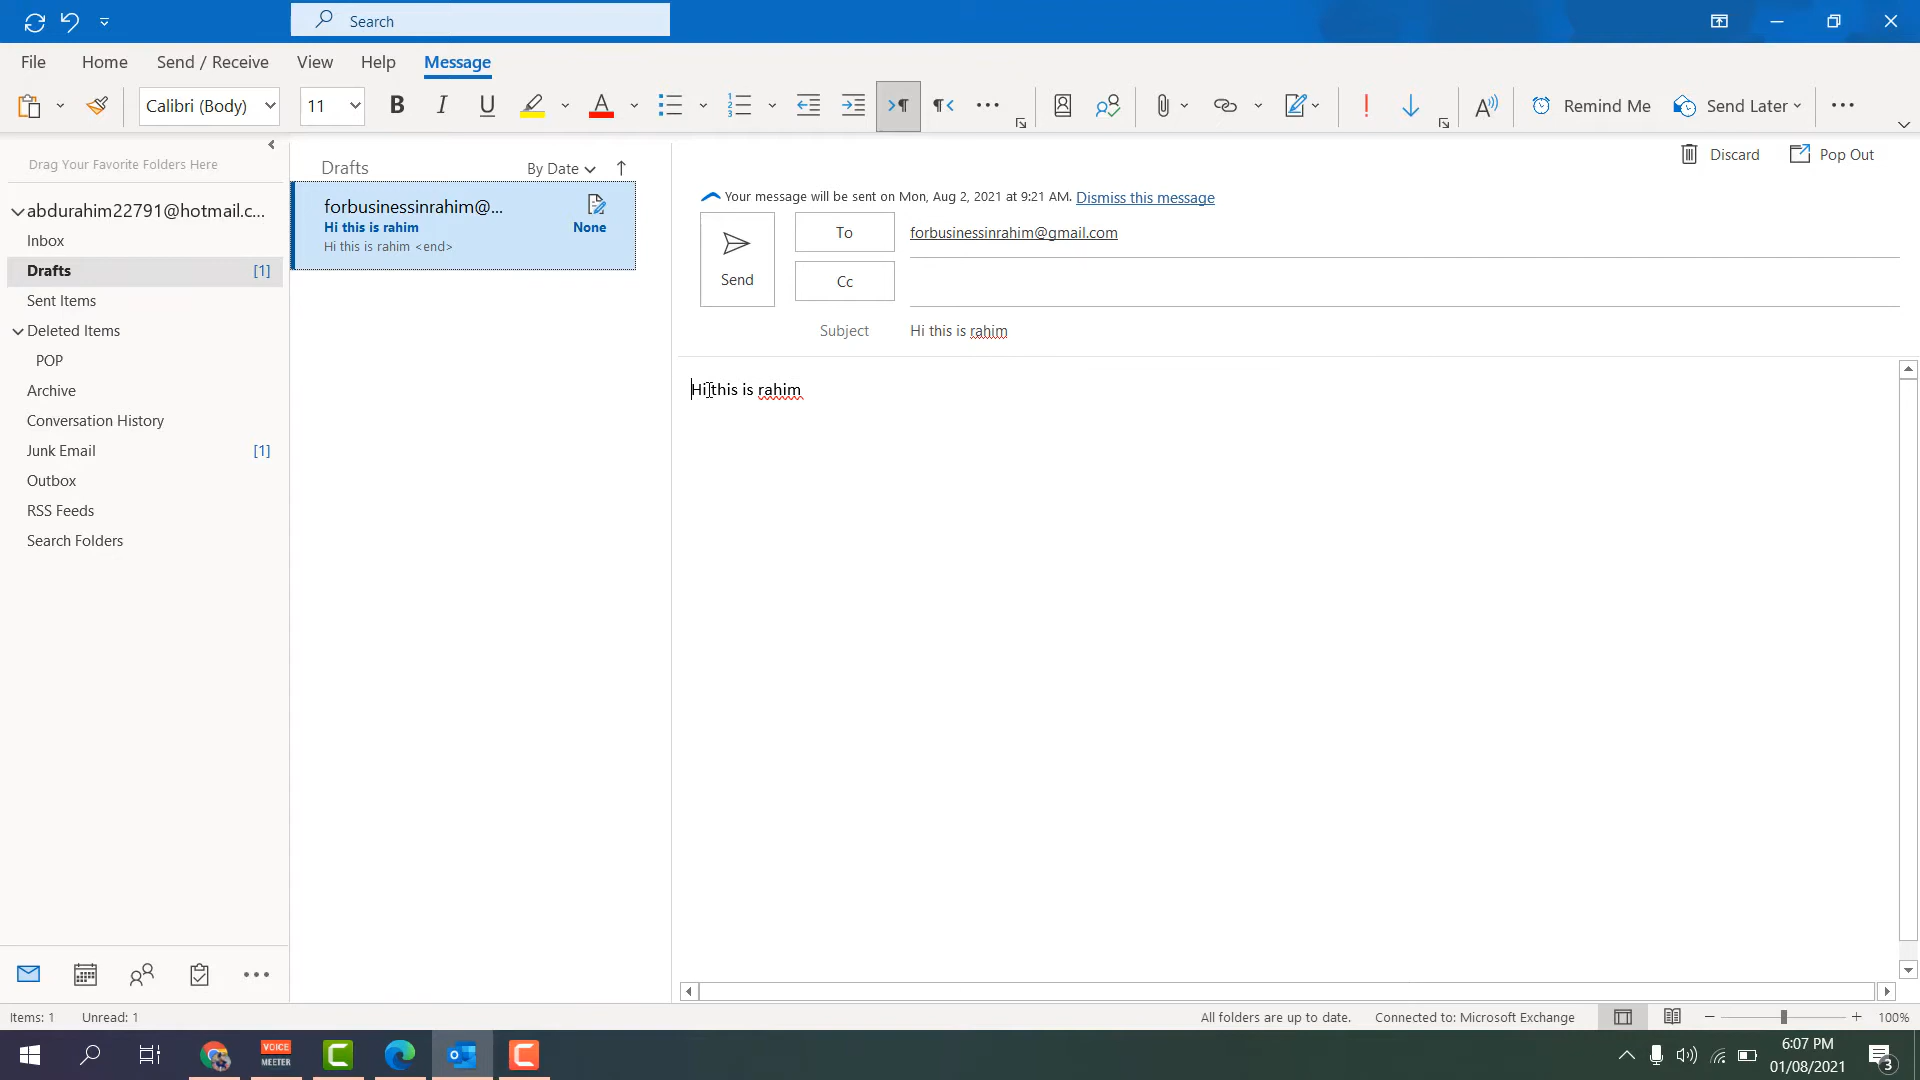 Search
File Home Send / Receive View Help Message
Calibri (Body) 11 B I U A Remind Me Send Later
Drag Your Favorite Folders Here
abdurahim22791@hotmail.c...
Inbox
Drafts [1]
Sent Items
Deleted Items
POP
Archive
Conversation History
Junk Email [1]
Outbox
RSS Feeds
Search Folders
Drafts By Date
forbusinessinrahim@...
Hi this is rahim None
Hi this is rahim <end>
Discard Pop Out
Your message will be sent on Mon, Aug 2, 2021 at 9:21 AM. Dismiss this message
Send
To forbusinessinrahim@gmail.com
Cc
Subject Hi this is rahim
Hi this is rahim
Items: 1 Unread: 1 All folders are up to date. Connected to: Microsoft Exchange 100%
VOICE
MEETER
6:07 PM
01/08/2021
3